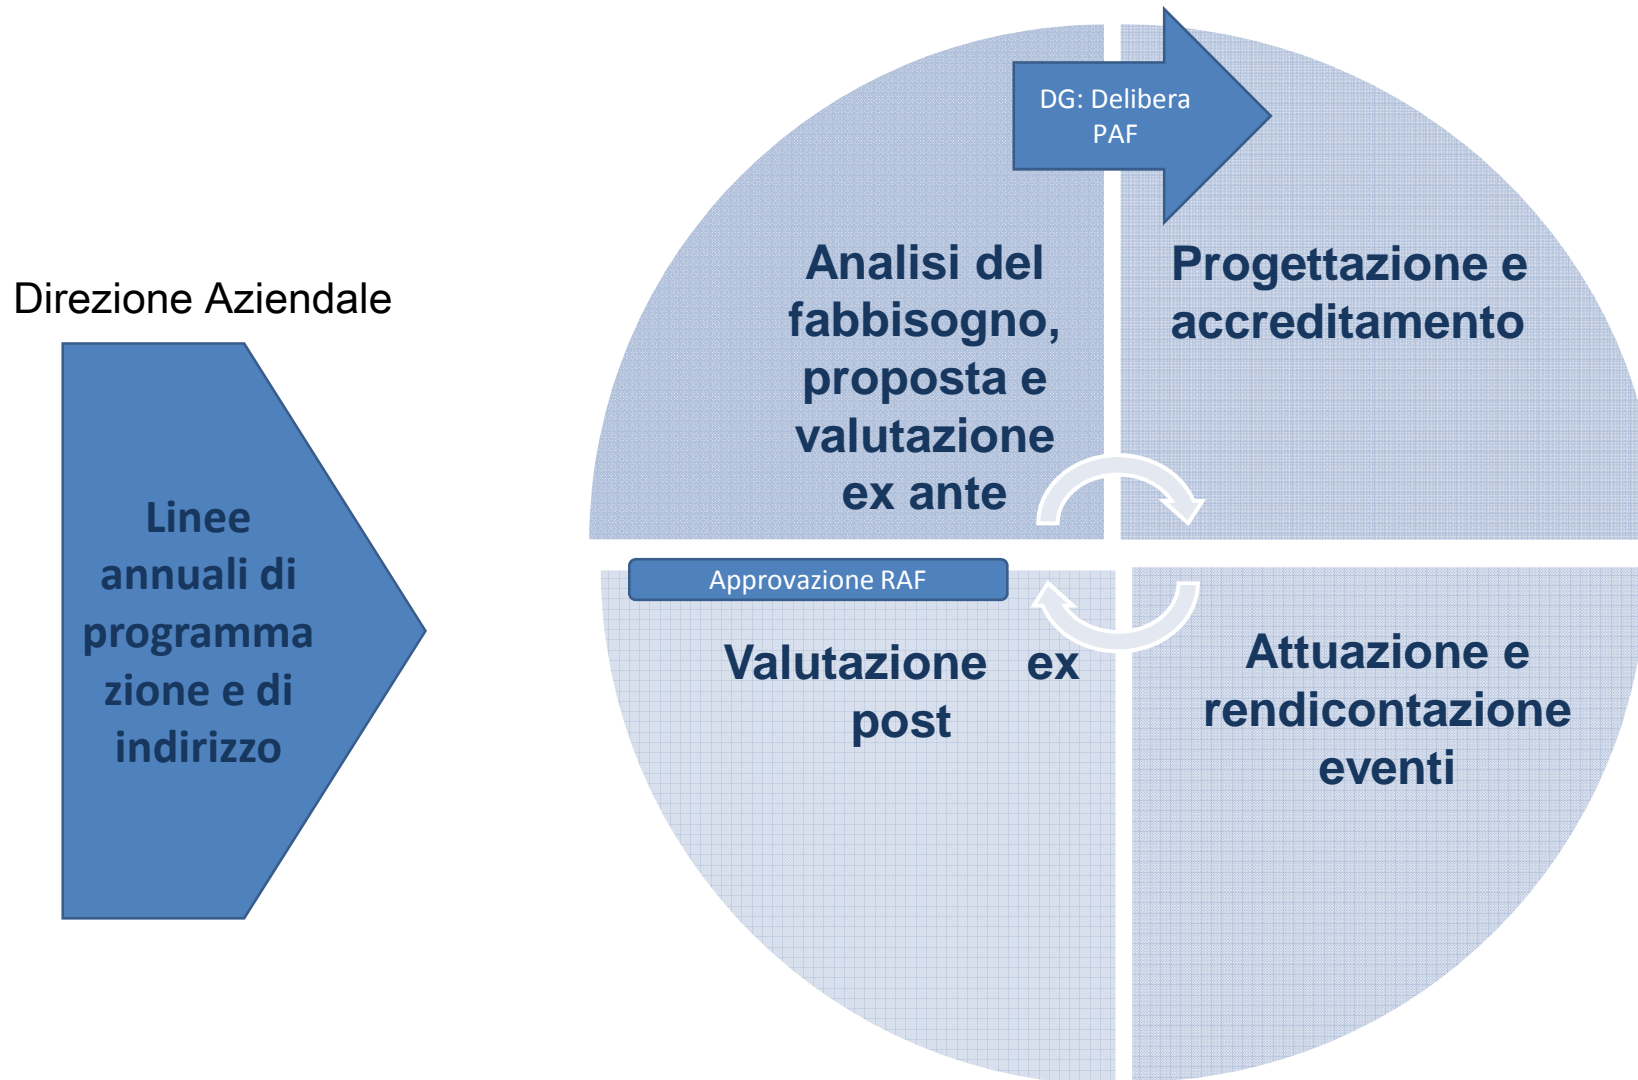 Direzione Aziendale
Linee
annuali di
programma
zione e di
indirizzo
DG: Delibera
PAF
Analisi del
fabbisogno,
proposta e
valutazione
ex ante
Progettazione e
accreditamento
Approvazione RAF
Valutazione ex
post
Attuazione e
rendicontazione
eventi